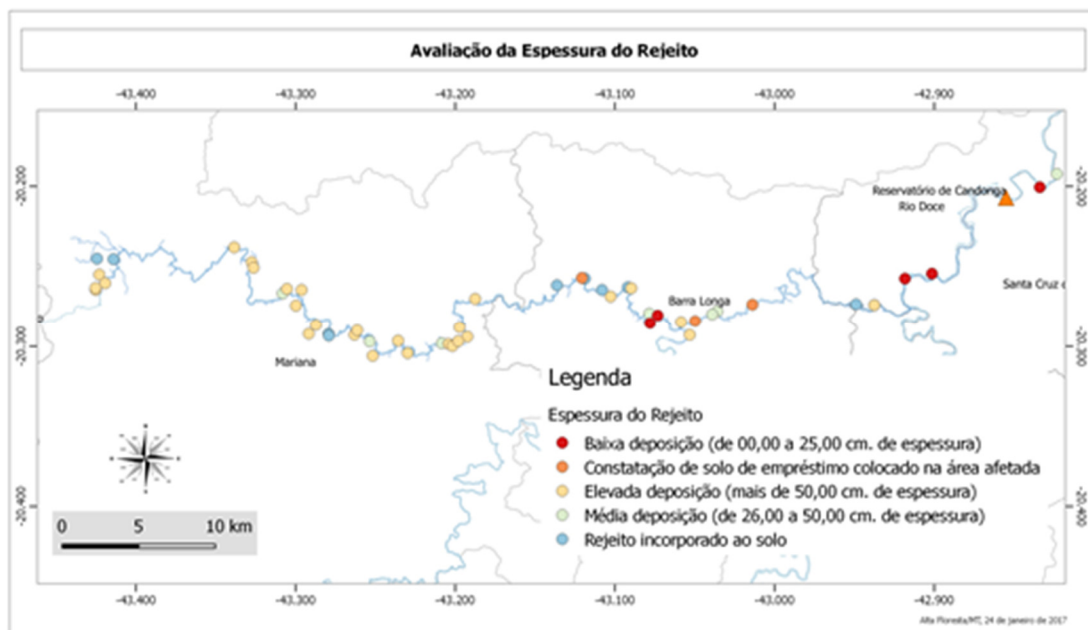 Avaliação da Espessura do Rejeito
-43.400 -43.300 -43.200 -43.100 -43.000 -42.900
-20.200 -20.200
Reservatório de Candonga
Rio Doce
Santa Cruz
Barra Longa
-20.300 -20.300
Mariana
Legenda
Espessura do Rejeito
Baixa deposição (de 00,00 a 25,00 cm. de espessura)
Constatação de solo de empréstimo colocado na área afetada
Elevada deposição (mais de 50,00 cm. de espessura)
Média deposição (de 26,00 a 50,00 cm. de espessura)
Rejeito incorporado ao solo
-20.400 -20.400
0 5 10 km
-43.400 -43.300 -43.200 -43.100 -43.000 -42.900
Alta Floresta/MT, 24 de janeiro de 2017